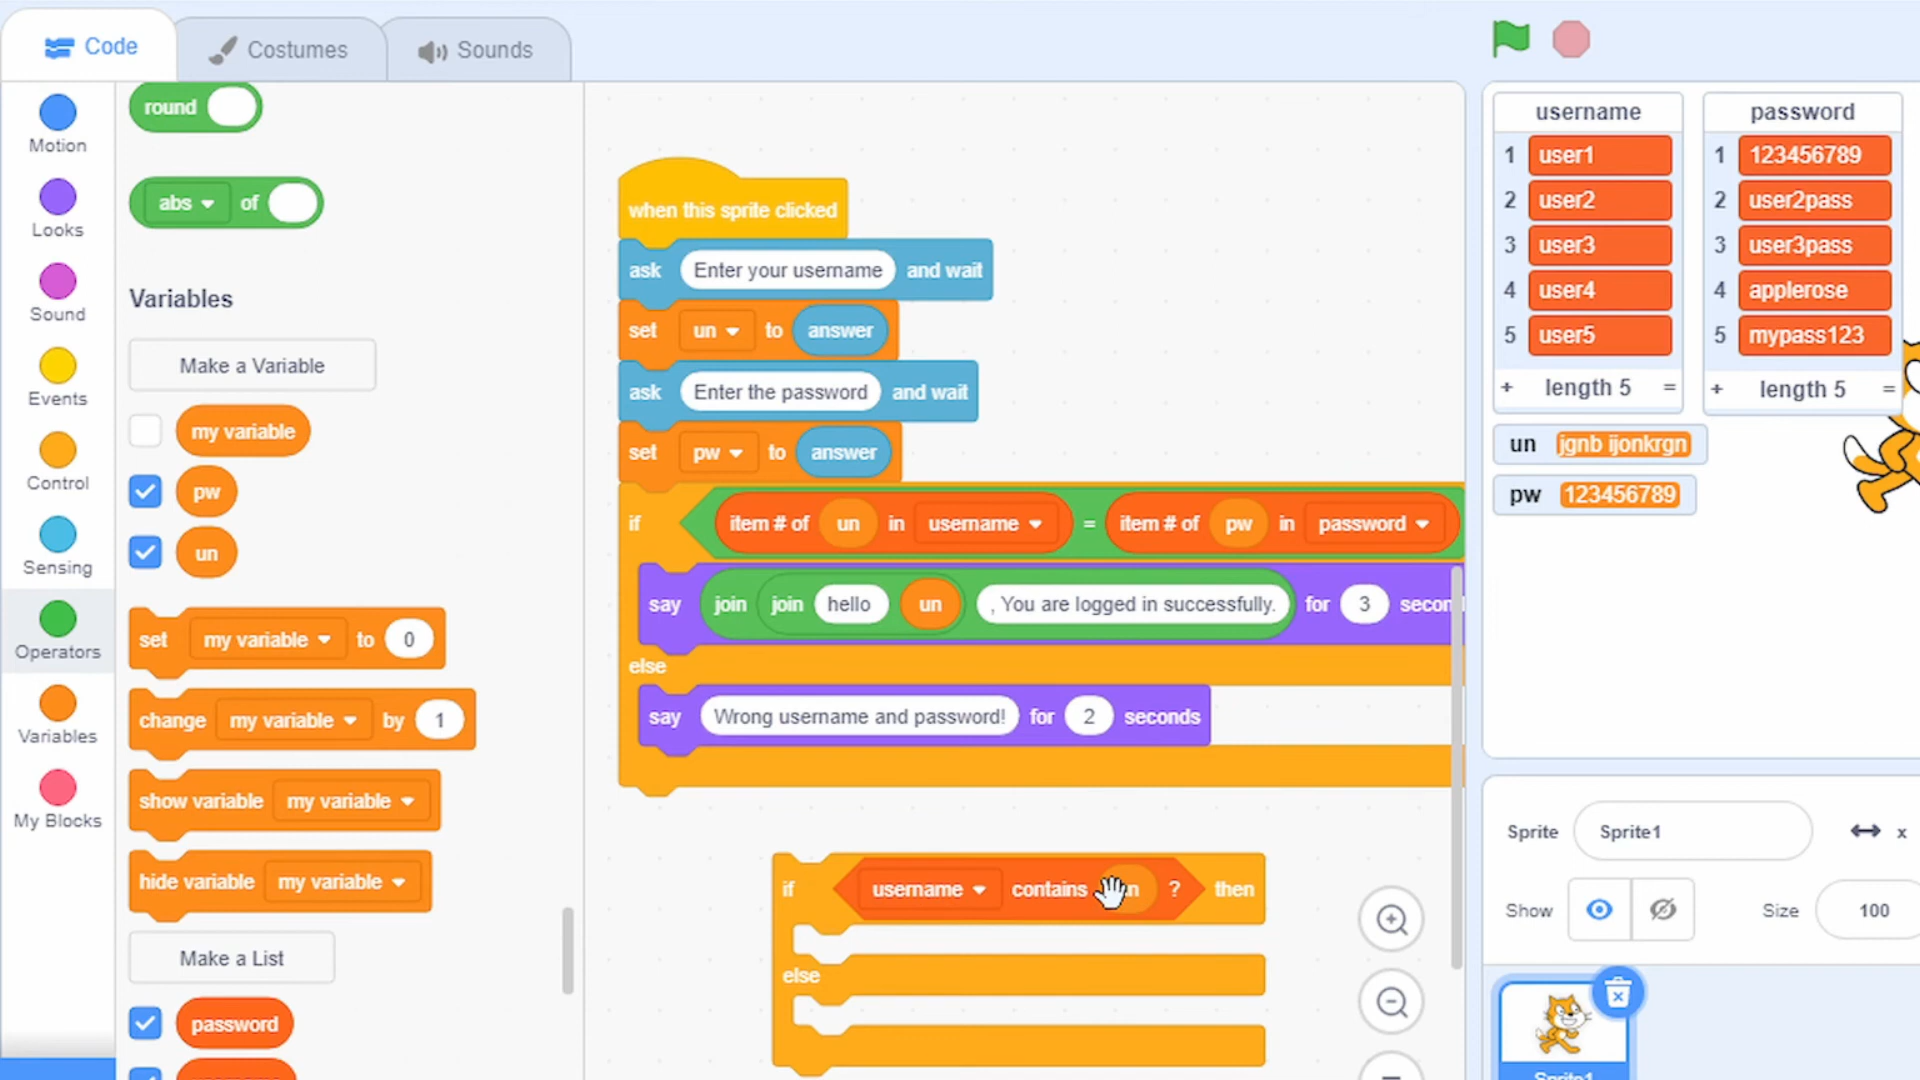 Code
Costumes
Sounds
Motion
Looks
Sound
Events
Control
Sensing
Operators
Variables
My Blocks
round
abs of
Variables
Make a Variable
my variable
pw
un
set my variable to 0
change my variable by 1
show variable my variable
hide variable my variable
Make a List
password
when this sprite clicked
ask Enter your username and wait
set un to answer
ask Enter the password and wait
set pw to answer
if item # of un in username = item # of pw in password
say join join hello un , You are logged in successfully. for 3 secon
else
say Wrong username and password! for 2 seconds
if username contains n ? then
else
username
1 user1
2 user2
3 user3
4 user4
5 user5
+ length 5 =
password
1 123456789
2 user2pass
3 user3pass
4 applerose
5 mypass123
+ length 5 =
un jgnb ijonkrgn
pw 123456789
Sprite Sprite1 x
Show Size 100
Sprite1